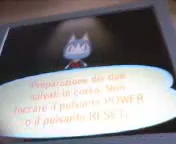 Preparazione dei dati
salvati in corso. Non
toccare il pulsante POWER
o il pulsante RESET.